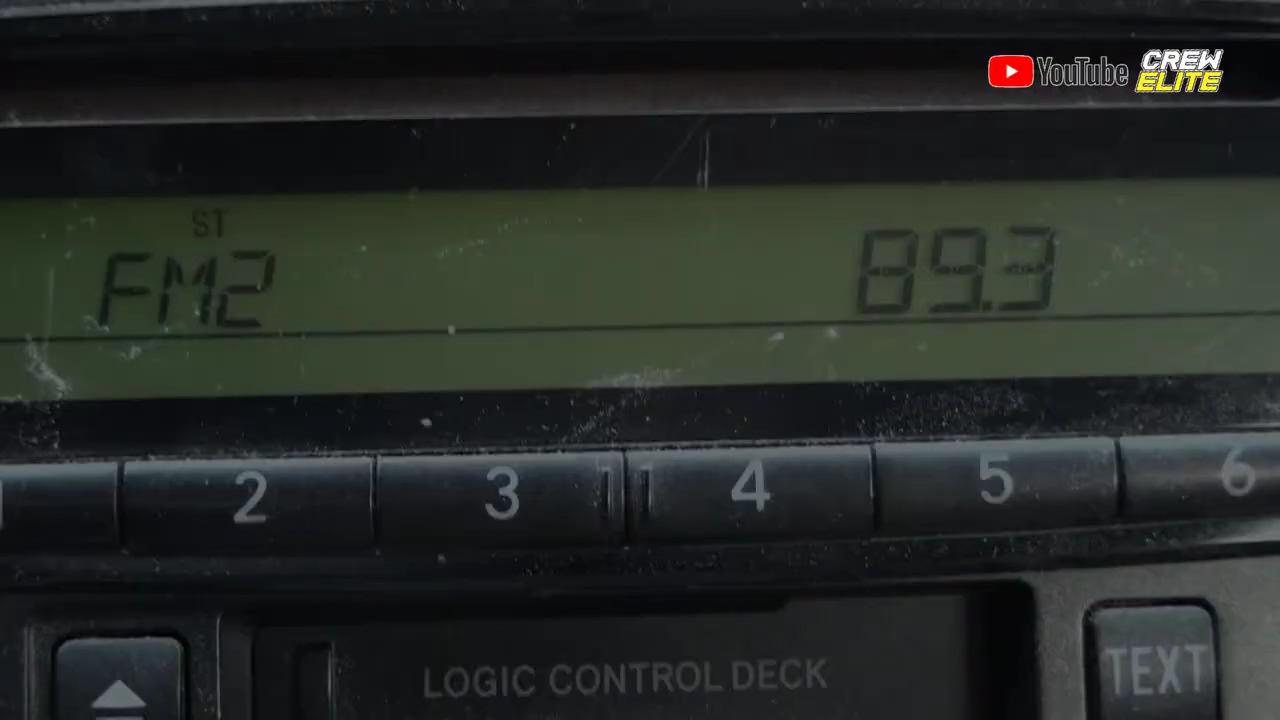 YouTube CREW
ELITE
ST
FM2 89.3
2 3 4 5 6
LOGIC CONTROL DECK
TEXT